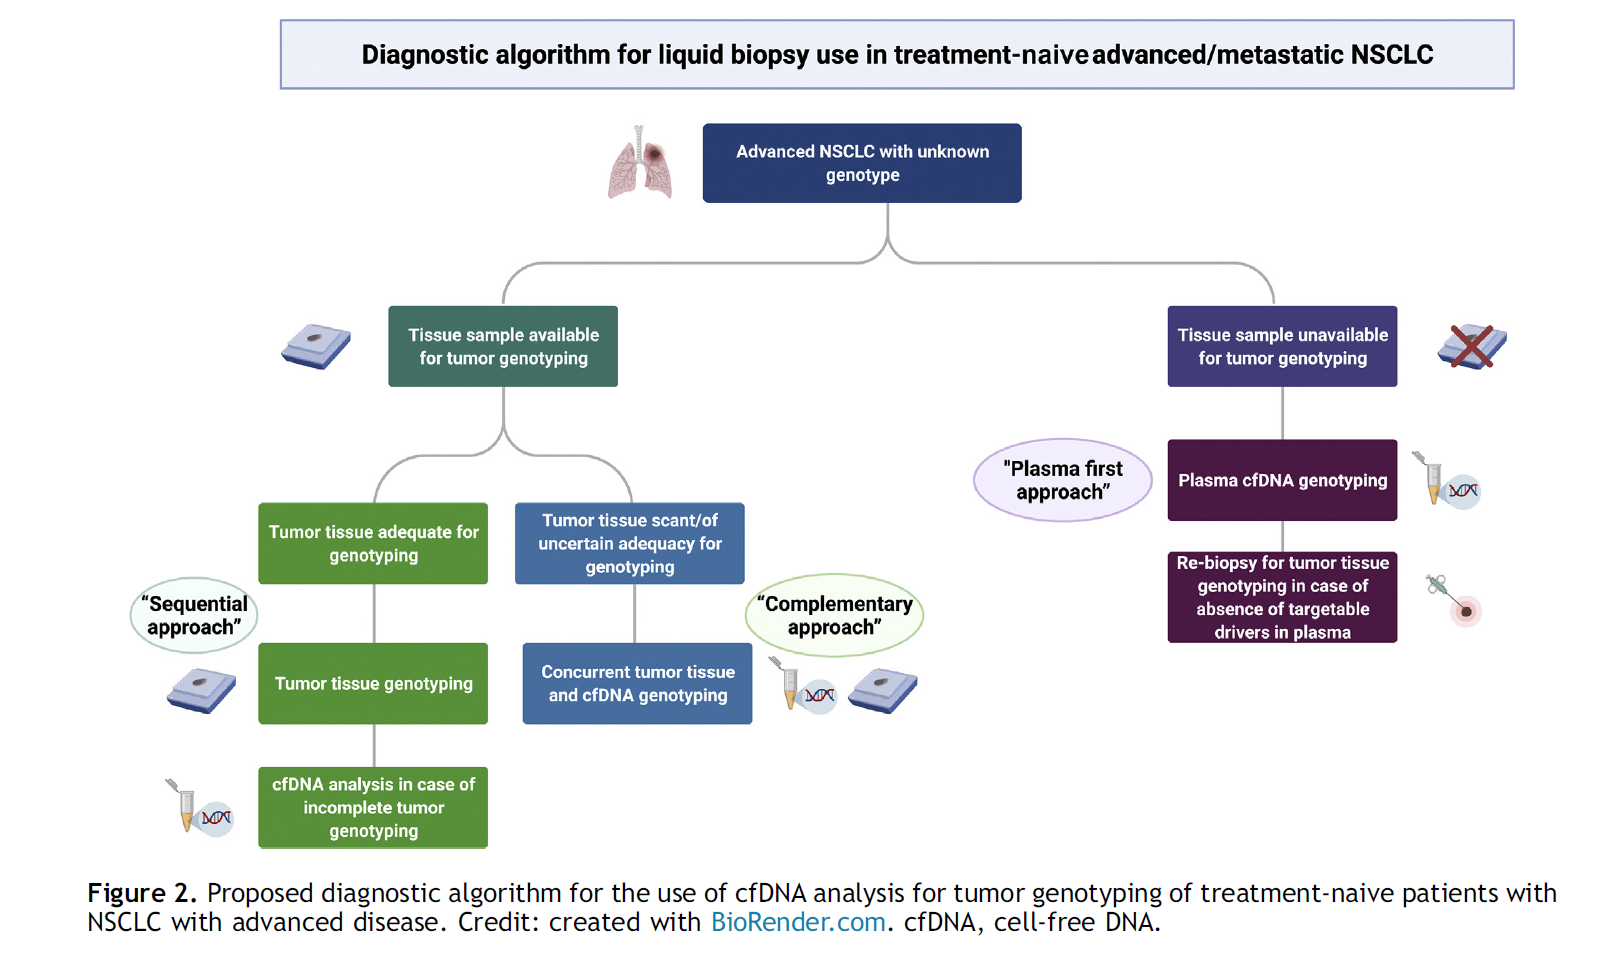 Diagnostic algorithm for liquid biopsy use in treatment-naive advanced/metastatic NSCLC
Advanced NSCLC with unknown
genotype
Tissue sample available
for tumor genotyping
Tissue sample unavailable
for tumor genotyping
"Plasma first
approach”
Plasma cfDNA genotyping
Re-biopsy for tumor tissue
genotyping in case of
absence of targetable
drivers in plasma
Tumor tissue adequate for
genotyping
Tumor tissue scant/of
uncertain adequacy for
genotyping
“Sequential
approach”
“Complementary
approach”
Tumor tissue genotyping
Concurrent tumor tissue
and cfDNA genotyping
cfDNA analysis in case of
incomplete tumor
genotyping
Figure 2. Proposed diagnostic algorithm for the use of cfDNA analysis for tumor genotyping of treatment-naive patients with
NSCLC with advanced disease. Credit: created with BioRender.com. cfDNA, cell-free DNA.